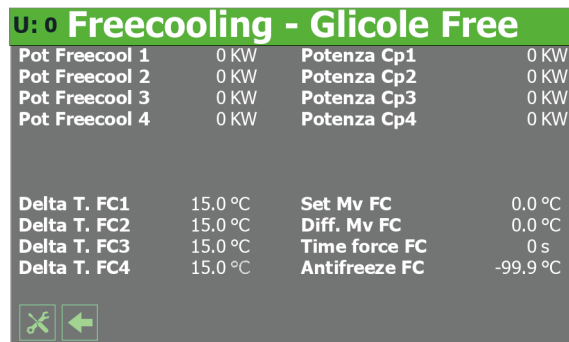 U: 0 Freecooling - Glicole Free
Pot Freecool 1 0 KW Potenza Cp1 0 KW
Pot Freecool 2 0 KW Potenza Cp2 0 KW
Pot Freecool 3 0 KW Potenza Cp3 0 KW
Pot Freecool 4 0 KW Potenza Cp4 0 KW
Delta T. FC1 15.0 °C Set Mv FC 0.0 °C
Delta T. FC2 15.0 °C Diff. Mv FC 0.0 °C
Delta T. FC3 15.0 °C Time force FC 0 s
Delta T. FC4 15.0 °C Antifreeze FC -99.9 °C